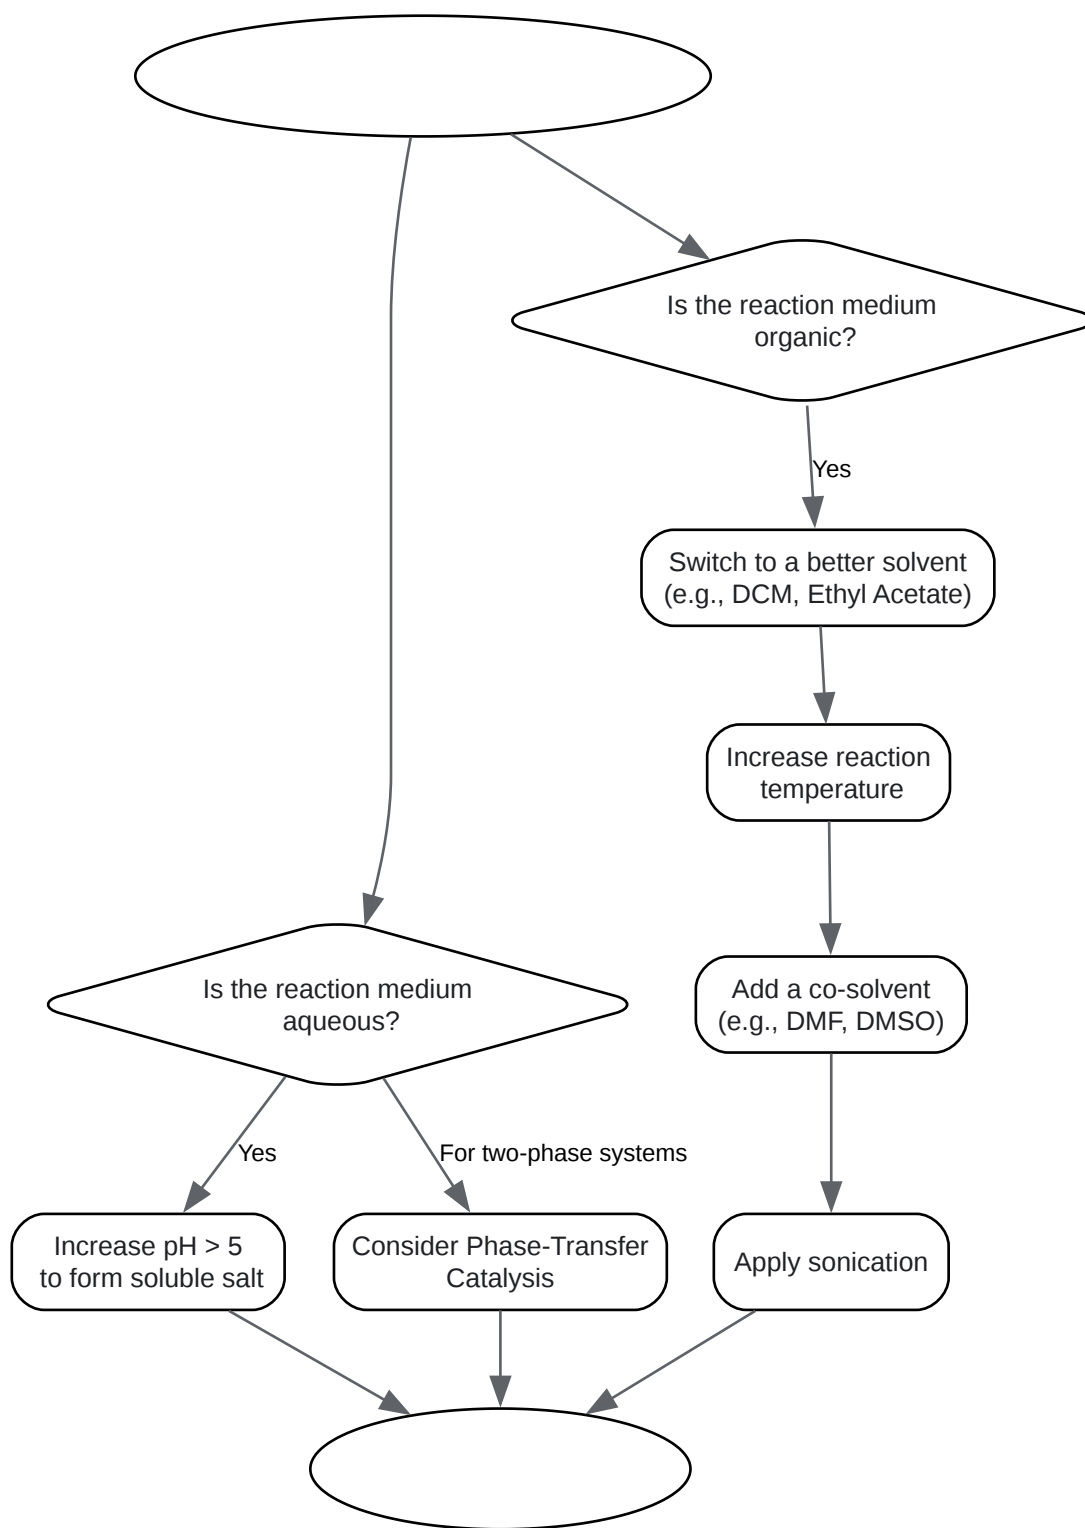 Is the reaction medium
organic?
Yes
Switch to a better solvent
(e.g., DCM, Ethyl Acetate)
Increase reaction
temperature
Is the reaction medium
aqueous?
Add a co-solvent
(e.g., DMF, DMSO)
Yes
For two-phase systems
Increase pH > 5
to form soluble salt
Consider Phase-Transfer
Catalysis
Apply sonication